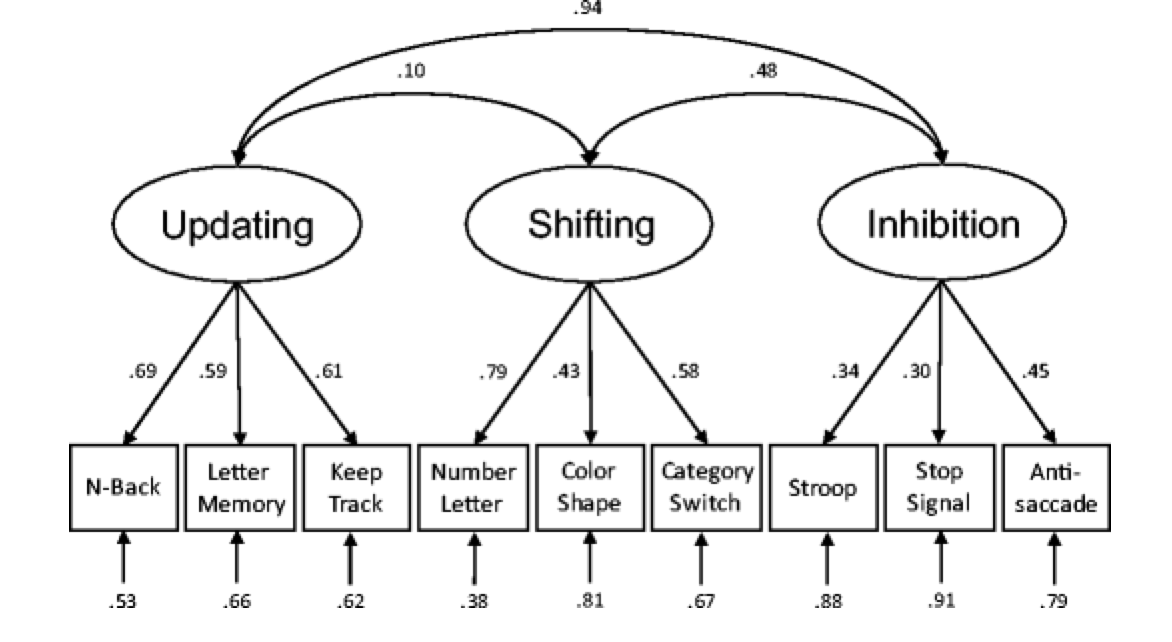 .94
.10
.48
Updating
Shifting
Inhibition
.69
.59
.61
.79
.43
.58
.34
.30
.45
N-Back
Letter
Memory
Keep
Track
Number
Letter
Color
Shape
Category
Switch
Stroop
Stop
Signal
Anti-
saccade
.53
.66
.62
.38
.81
.67
.88
.91
.79